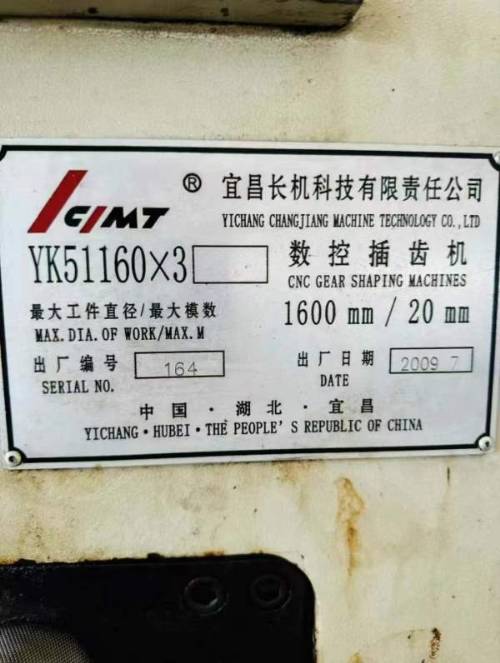 CIMT ® 宜昌长机科技有限责任公司
YICHANG CHANGJIANG MACHINE TECHNOLOGY CO.,LTD
YK51160×3 数控插齿机
CNC GEAR SHAPING MACHINES
最大工件直径/最大模数 1600 mm / 20 mm
MAX.DIA.OF WORK/MAX.M
出厂编号 164 出厂日期 2009 7
SERIAL NO. DATE
中国·湖北·宜昌
YICHANG·HUBEI·THE PEOPLE'S REPUBLIC OF CHINA